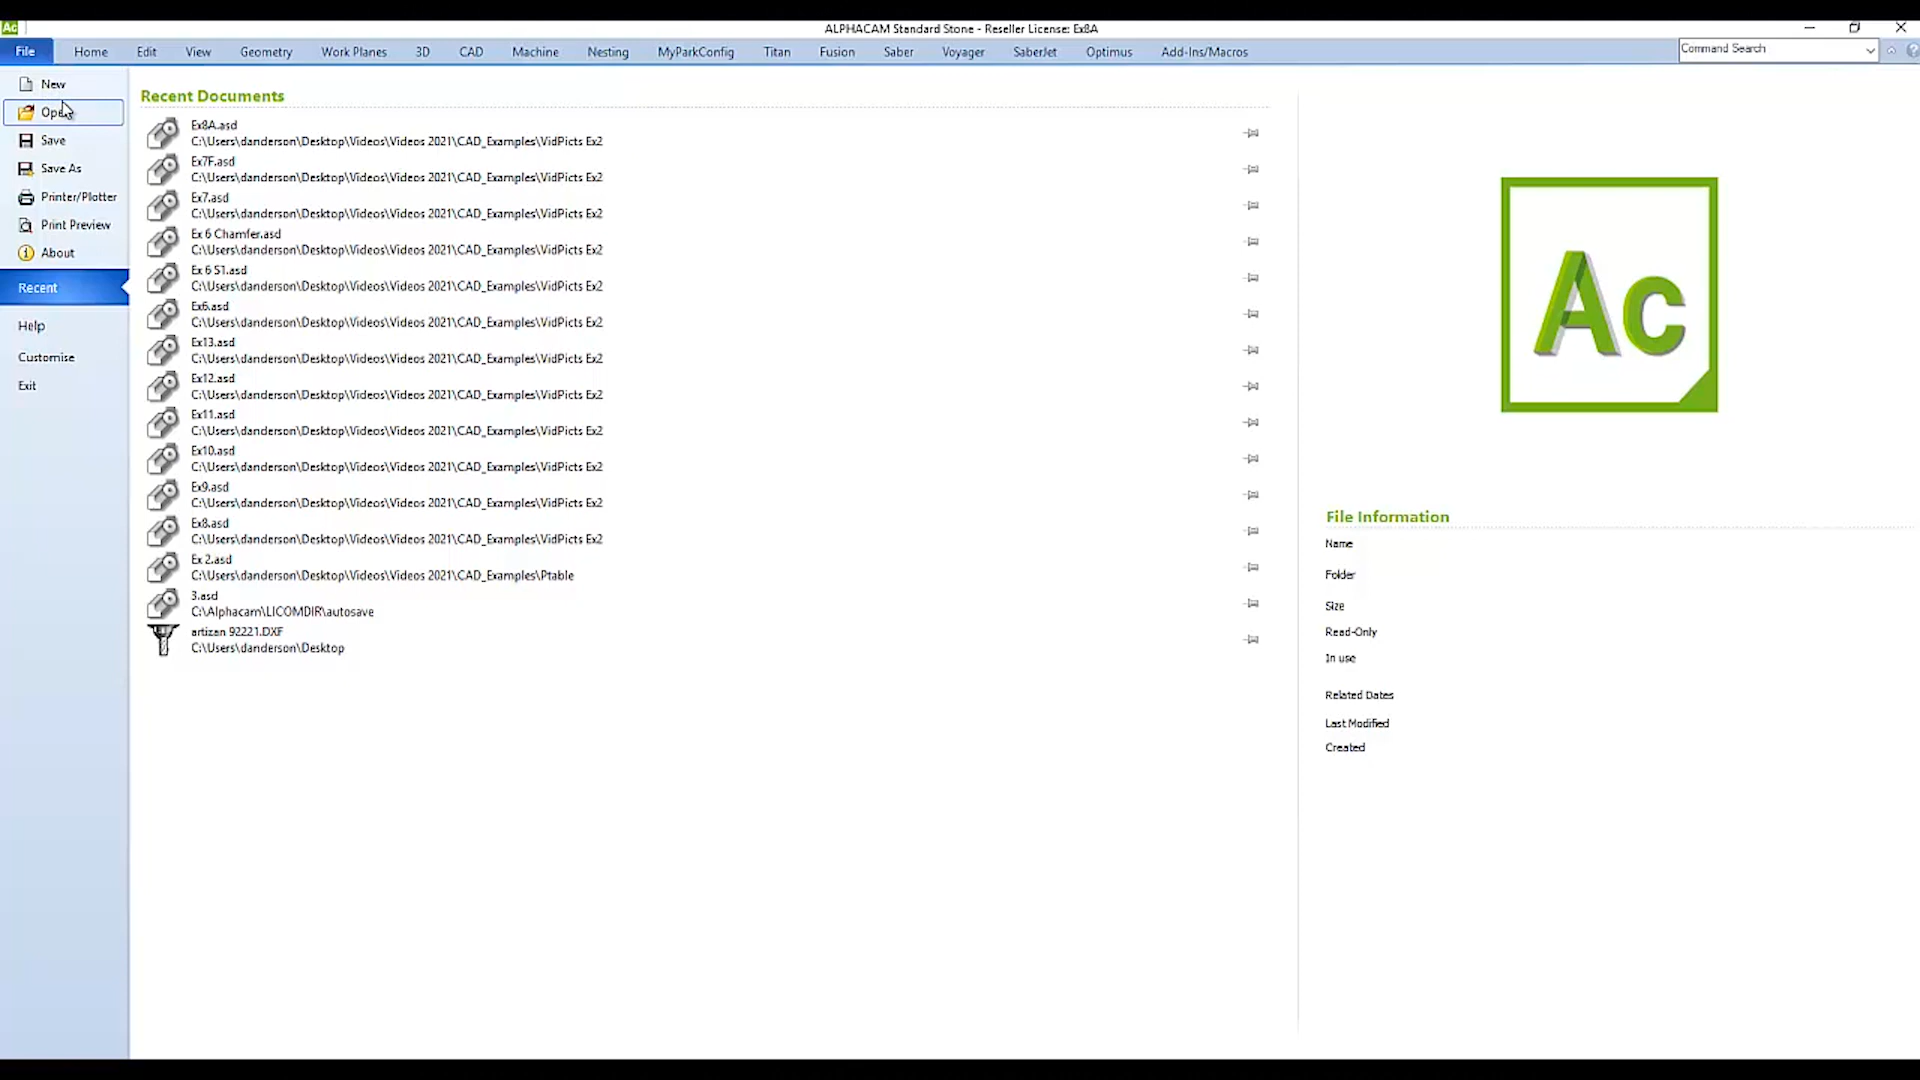 Ac
ALPHACAM Standard Stone - Reseller License: Ex8A
File Home Edit View Geometry Work Planes 3D CAD Machine Nesting MyParkConfig Titan Fusion Saber Voyager SaberJet Optimus Add-Ins/Macros Command Search
New
Open
Save
Save As
Printer/Plotter
Print Preview
About
Recent
Help
Customise
Exit
Recent Documents
Ex8A.asd
C:\Users\danderson\Desktop\Videos\Videos 2021\CAD_Examples\VidPicts Ex2
Ex7F.asd
C:\Users\danderson\Desktop\Videos\Videos 2021\CAD_Examples\VidPicts Ex2
Ex7.asd
C:\Users\danderson\Desktop\Videos\Videos 2021\CAD_Examples\VidPicts Ex2
Ex 6 Chamfer.asd
C:\Users\danderson\Desktop\Videos\Videos 2021\CAD_Examples\VidPicts Ex2
Ex 6 S1.asd
C:\Users\danderson\Desktop\Videos\Videos 2021\CAD_Examples\VidPicts Ex2
Ex6.asd
C:\Users\danderson\Desktop\Videos\Videos 2021\CAD_Examples\VidPicts Ex2
Ex13.asd
C:\Users\danderson\Desktop\Videos\Videos 2021\CAD_Examples\VidPicts Ex2
Ex12.asd
C:\Users\danderson\Desktop\Videos\Videos 2021\CAD_Examples\VidPicts Ex2
Ex11.asd
C:\Users\danderson\Desktop\Videos\Videos 2021\CAD_Examples\VidPicts Ex2
Ex10.asd
C:\Users\danderson\Desktop\Videos\Videos 2021\CAD_Examples\VidPicts Ex2
Ex9.asd
C:\Users\danderson\Desktop\Videos\Videos 2021\CAD_Examples\VidPicts Ex2
Ex8.asd
C:\Users\danderson\Desktop\Videos\Videos 2021\CAD_Examples\VidPicts Ex2
Ex 2.asd
C:\Users\danderson\Desktop\Videos\Videos 2021\CAD_Examples\Ptable
3.asd
C:\Alphacam\LICOMDIR\autosave
artizan 92221.DXF
C:\Users\danderson\Desktop
Ac
File Information
Name
Folder
Size
Read-Only
In use
Related Dates
Last Modified
Created